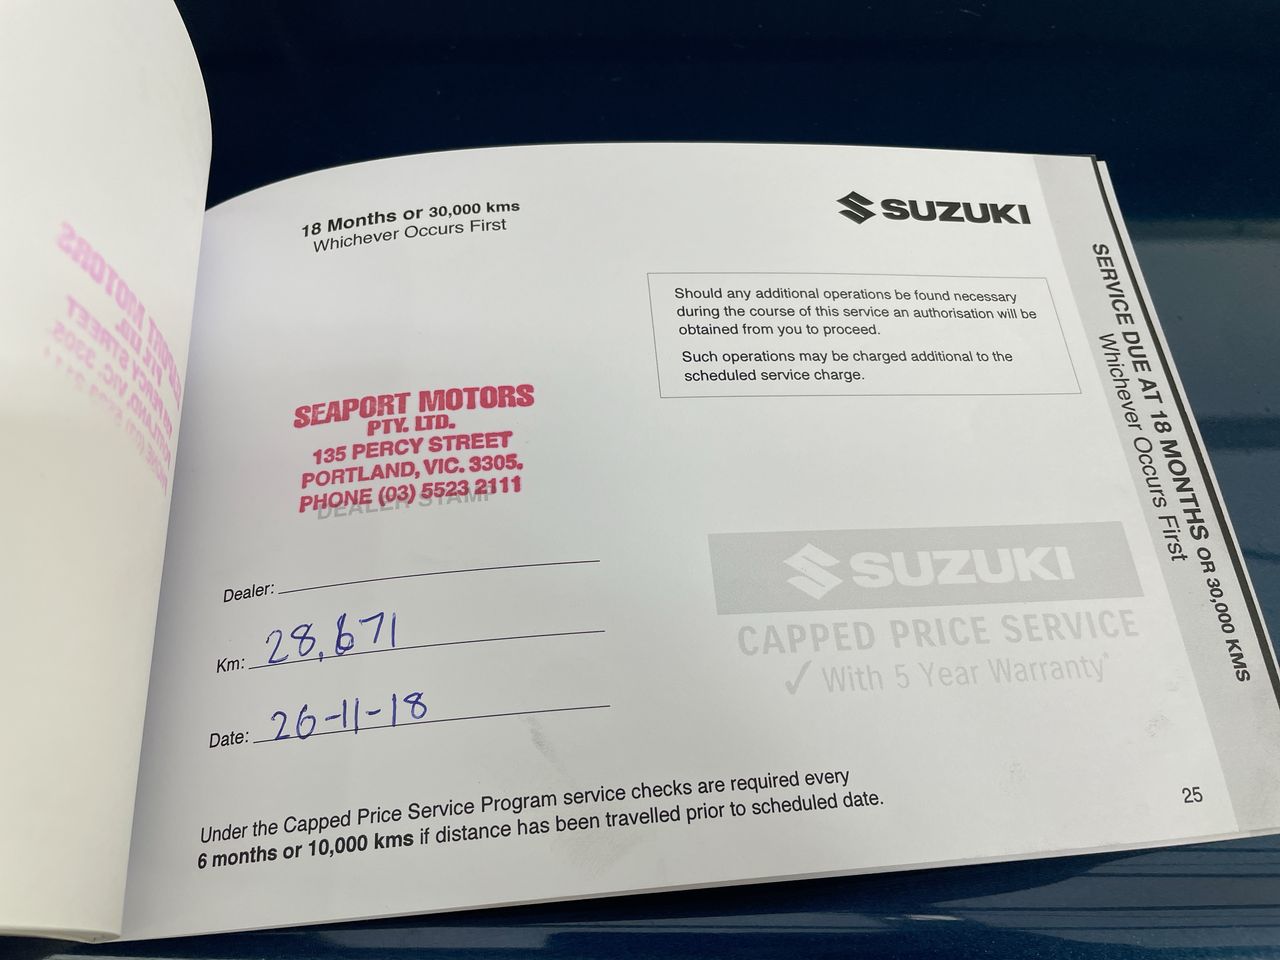 18 Months or 30,000 kms
Whichever Occurs First
SUZUKI
Should any additional operations be found necessary
during the course of this service an authorisation will be
obtained from you to proceed.
Such operations may be charged additional to the
scheduled service charge.
SEAPORT MOTORS
PTY. LTD.
135 PERCY STREET
PORTLAND, VIC. 3305.
PHONE (03) 5523 2111
DEALER STAMP
Dealer:
Km: 28,671
Date: 26-11-18
SUZUKI
CAPPED PRICE SERVICE
✓ With 5 Year Warranty*
Under the Capped Price Service Program service checks are required every
6 months or 10,000 kms if distance has been travelled prior to scheduled date.
25
SERVICE DUE AT 18 MONTHS OR 30,000 KMS
Whichever Occurs First